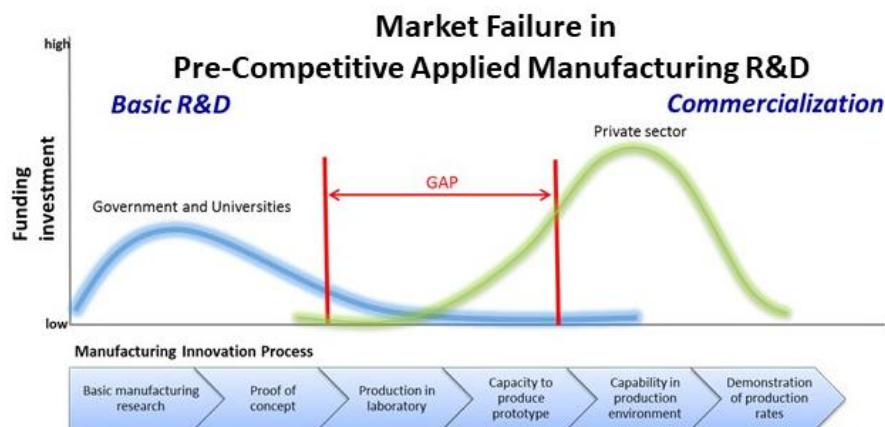 Market Failure in
Pre-Competitive Applied Manufacturing R&D
high
Basic R&D
Commercialization
Private sector
GAP
Government and Universities
Funding
investment
low
Manufacturing Innovation Process
Basic manufacturing
research
Proof of
concept
Production in
laboratory
Capacity to
produce
prototype
Capability in
production
environment
Demonstration
of production
rates